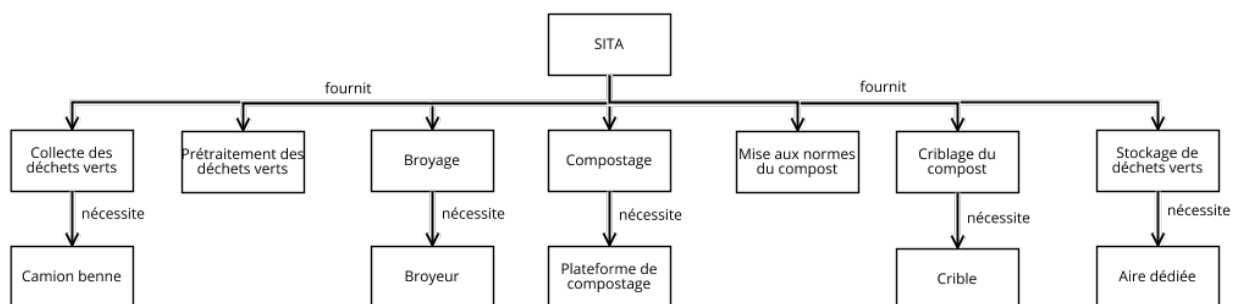 SITA
fournit
fournit
Collecte des
déchets verts
Prétraitement des
déchets verts
Broyage
Compostage
Mise aux normes
du compost
Criblage du
compost
Stockage de
déchets verts
nécessite
nécessite
nécessite
nécessite
nécessite
Camion benne
Broyeur
Plateforme de
compostage
Crible
Aire dédiée